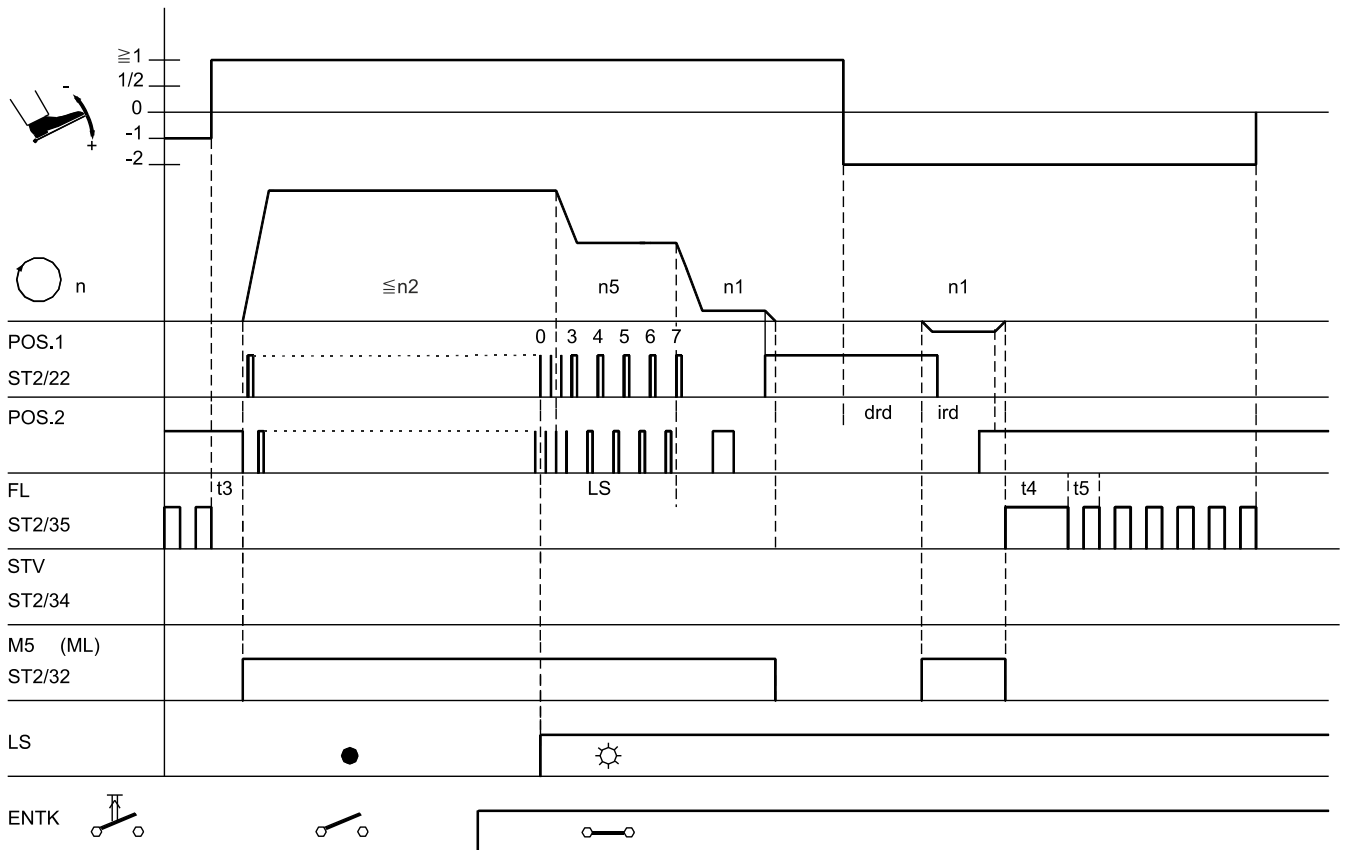 ≧1
1/2
0
-1
-2
-
+
n
≦n2
n5
n1
n1
POS.1
0 3 4 5 6 7
ST2/22
POS.2
drd ird
FL
t3
LS
t4 t5
ST2/35
STV
ST2/34
M5 (ML)
ST2/32
LS
ENTK